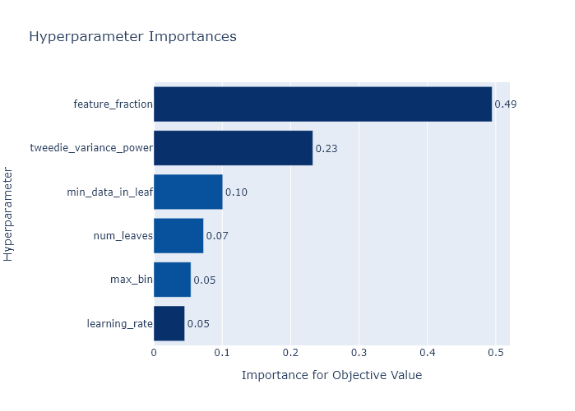 Hyperparameter Importances
Hyperparameter
feature_fraction 0.49
tweedie_variance_power 0.23
min_data_in_leaf 0.10
num_leaves 0.07
max_bin 0.05
learning_rate 0.05
0 0.1 0.2 0.3 0.4 0.5
Importance for Objective Value